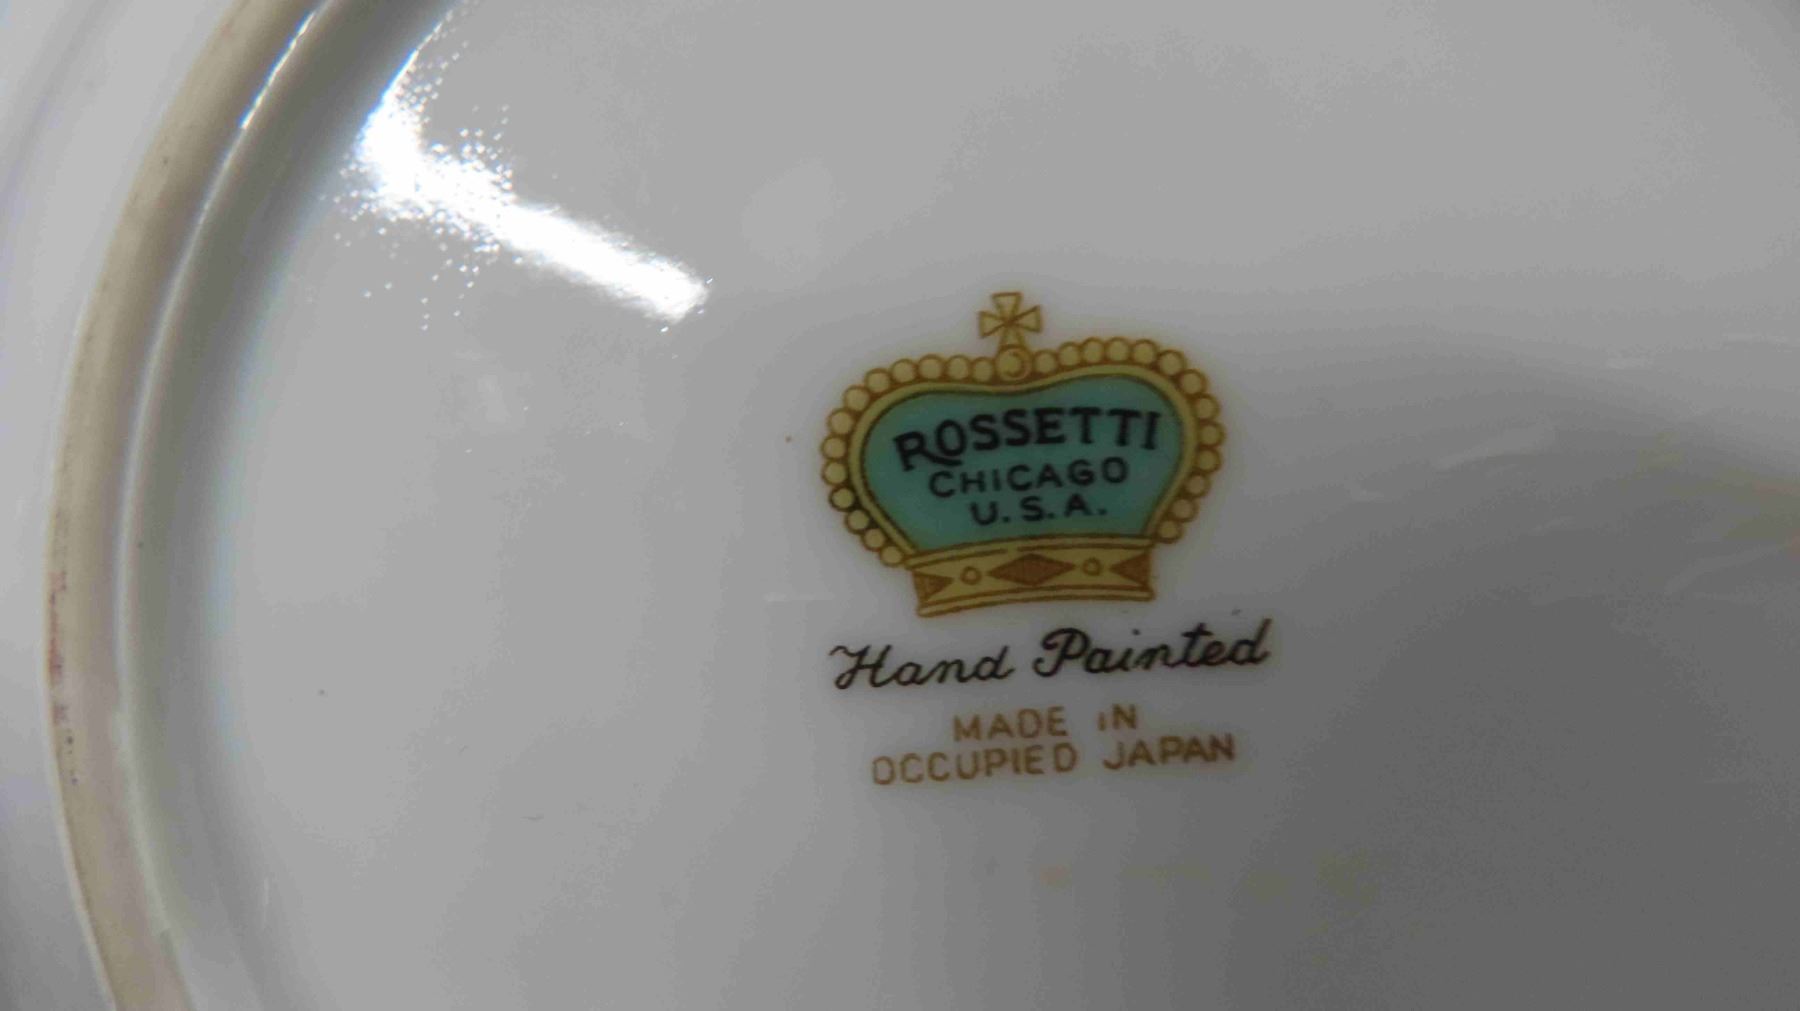 ROSSETTI
CHICAGO
U.S.A.
Hand Painted
MADE IN
OCCUPIED JAPAN